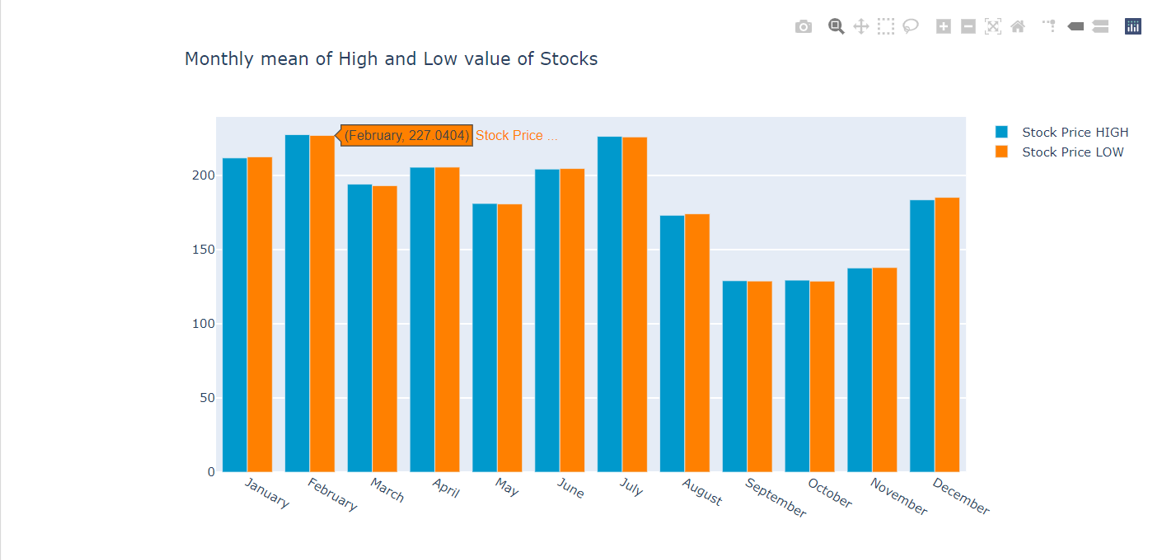 Monthly mean of High and Low value of Stocks
(February, 227.0404) Stock Price ...
Stock Price HIGH
Stock Price LOW
200
150
100
50
0
January
February
March
April
May
June
July
August
September
October
November
December